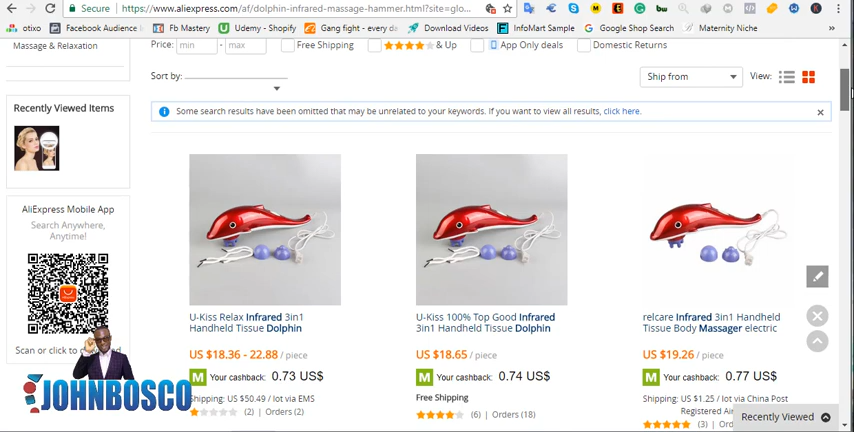 Secure https://www.aliexpress.com/af/dolphin-infrared-massage-hammer.html?site=glo...
otixo Facebook Audience Fb Mastery Udemy - Shopify Gang fight - every da Download Videos InfoMart Sample Google Shop Search Maternity Niche
Massage & Relaxation
Price: min - max Free Shipping & Up App Only deals Domestic Returns
Sort by: Ship from View:
Some search results have been omitted that may be unrelated to your keywords. If you want to view all results, click here.
Recently Viewed Items
AliExpress Mobile App
Search Anywhere,
Anytime!
Scan or click to
JOHNBOSCO
U-Kiss Relax Infrared 3in1
Handheld Tissue Dolphin
US $18.36 - 22.88 / piece
M Your cashback: 0.73 US$
Shipping: US $50.49 / lot via EMS
(2) Orders (2)
U-Kiss 100% Top Good Infrared
3in1 Handheld Tissue Dolphin
US $18.65 / piece
M Your cashback: 0.74 US$
Free Shipping
(6) Orders (18)
relcare Infrared 3in1 Handheld
Tissue Body Massager electric
US $19.26 / piece
M Your cashback: 0.77 US$
Shipping: US $1.25 / lot via China Post
Registered Air
(3)
Recently Viewed